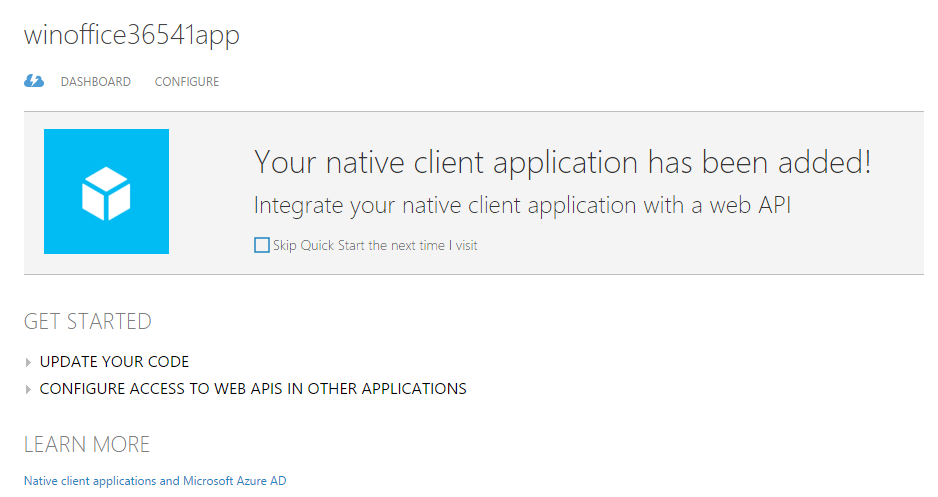 winoffice36541app
DASHBOARD CONFIGURE
Your native client application has been added!
Integrate your native client application with a web API
Skip Quick Start the next time I visit
GET STARTED
UPDATE YOUR CODE
CONFIGURE ACCESS TO WEB APIS IN OTHER APPLICATIONS
LEARN MORE
Native client applications and Microsoft Azure AD